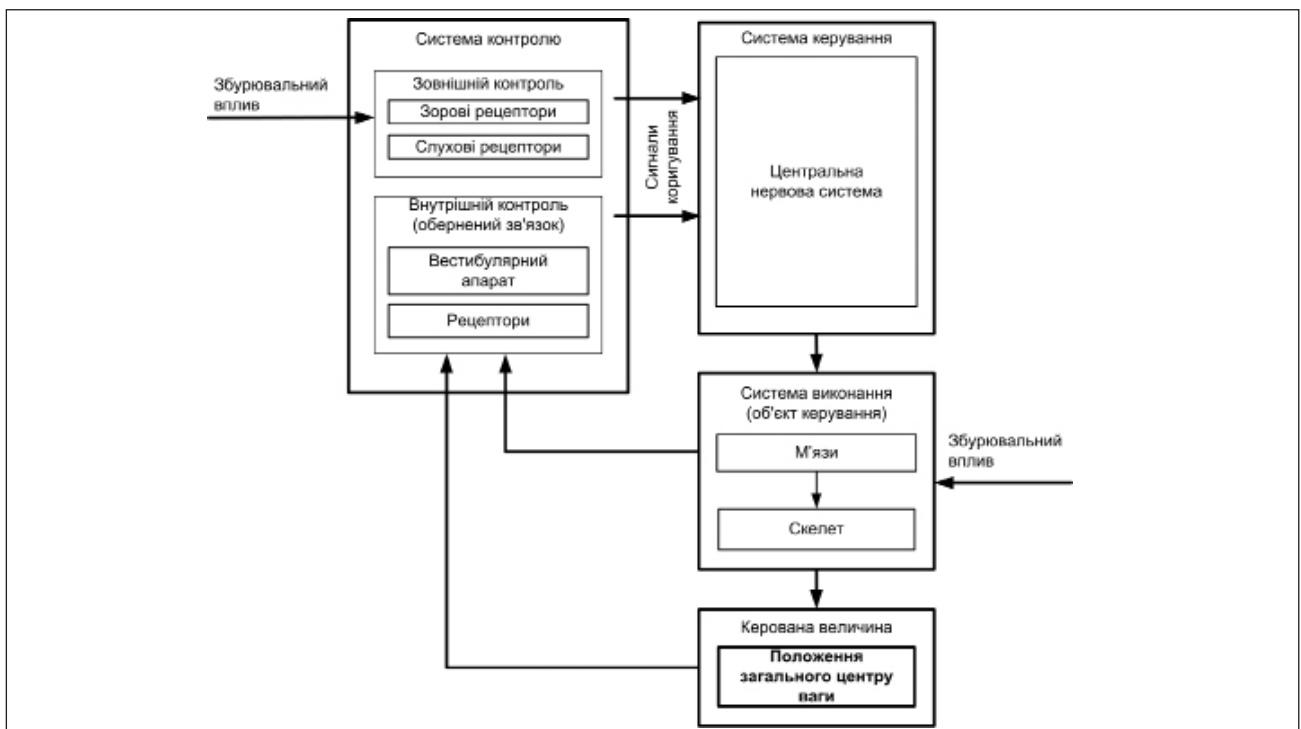 Система контролю
Збурювальний
вплив
Зовнішній контроль
Зорові рецептори
Слухові рецептори
Внутрішній контроль
(обернений зв'язок)
Вестибулярний
апарат
Рецептори
Сигнали
коригування
Система керування
Центральна
нервова система
Система виконання
(об'єкт керування)
М'язи
Скелет
Збурювальний
вплив
Керована величина
Положення
загального центру
ваги